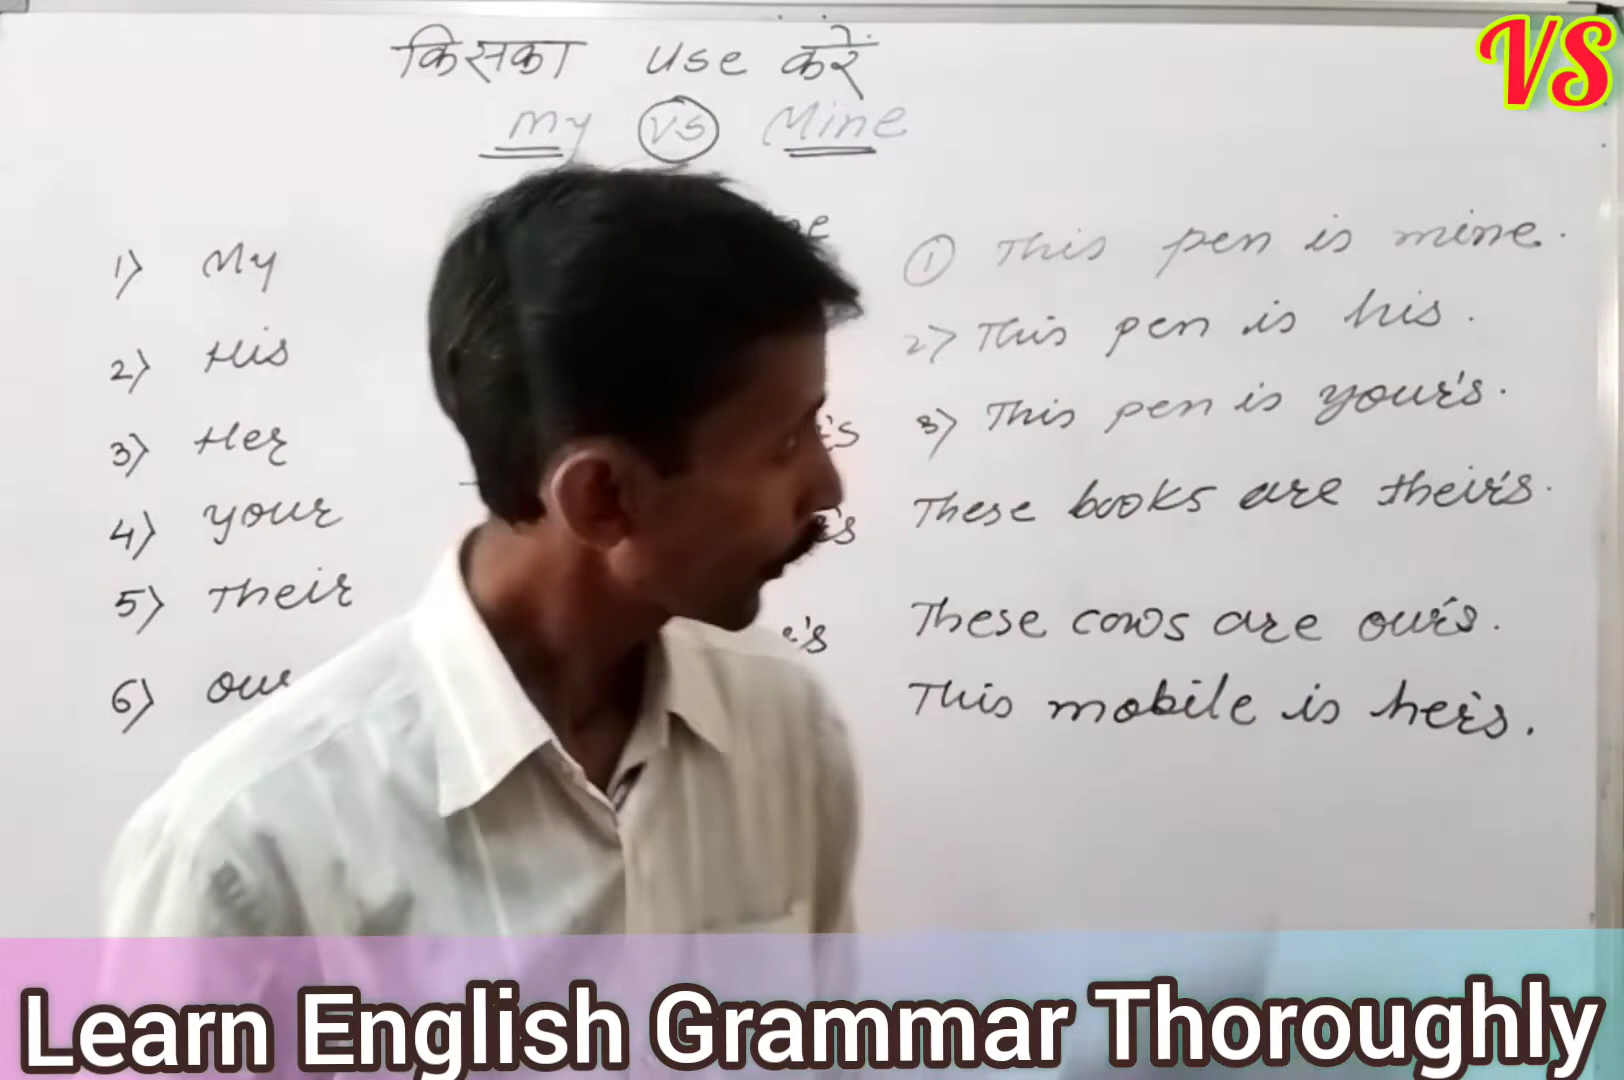 VS
किसका use करें
My VS Mine
1) My
2) His
3) Her
4) your
5) Their
6) our
① This pen is mine.
2) This pen is his.
3) This pen is your's.
These books are their's.
These cows are our's.
This mobile is her's.
Learn English Grammar Thoroughly